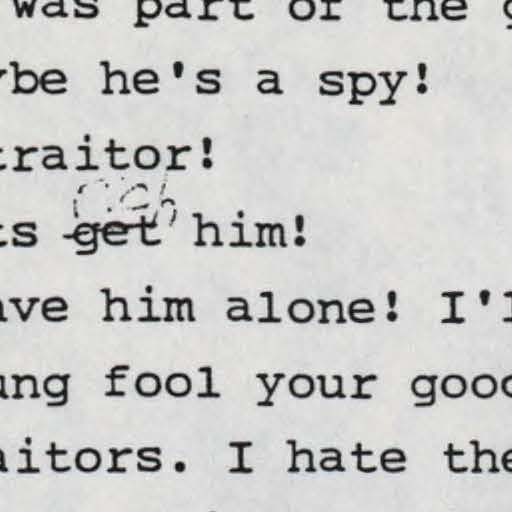 was part of the g
ybe he's a spy!
traitor!
ts get him!
ave him alone! I'l
ung fool your good
aitors. I hate the